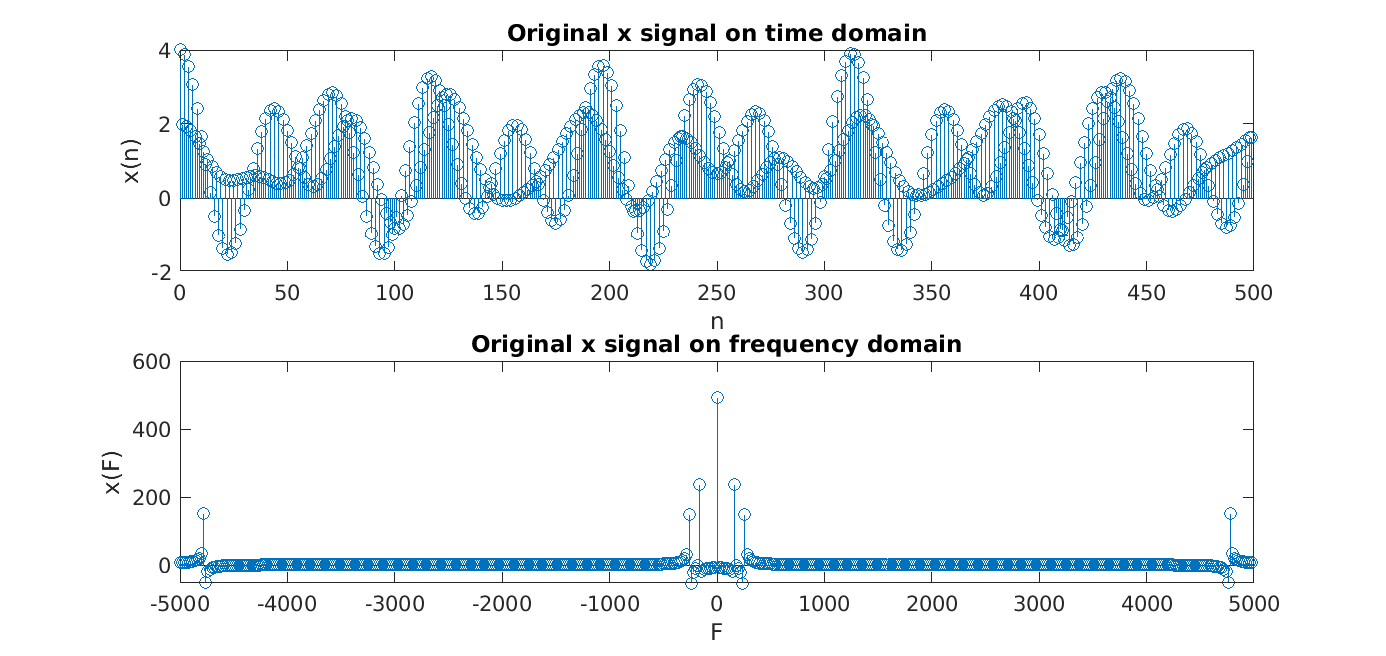 Original x signal on time domain
4
2
0
-2
x(n)
0 50 100 150 200 250 300 350 400 450 500
n
Original x signal on frequency domain
600
400
200
0
x(F)
-5000 -4000 -3000 -2000 -1000 0 1000 2000 3000 4000 5000
F